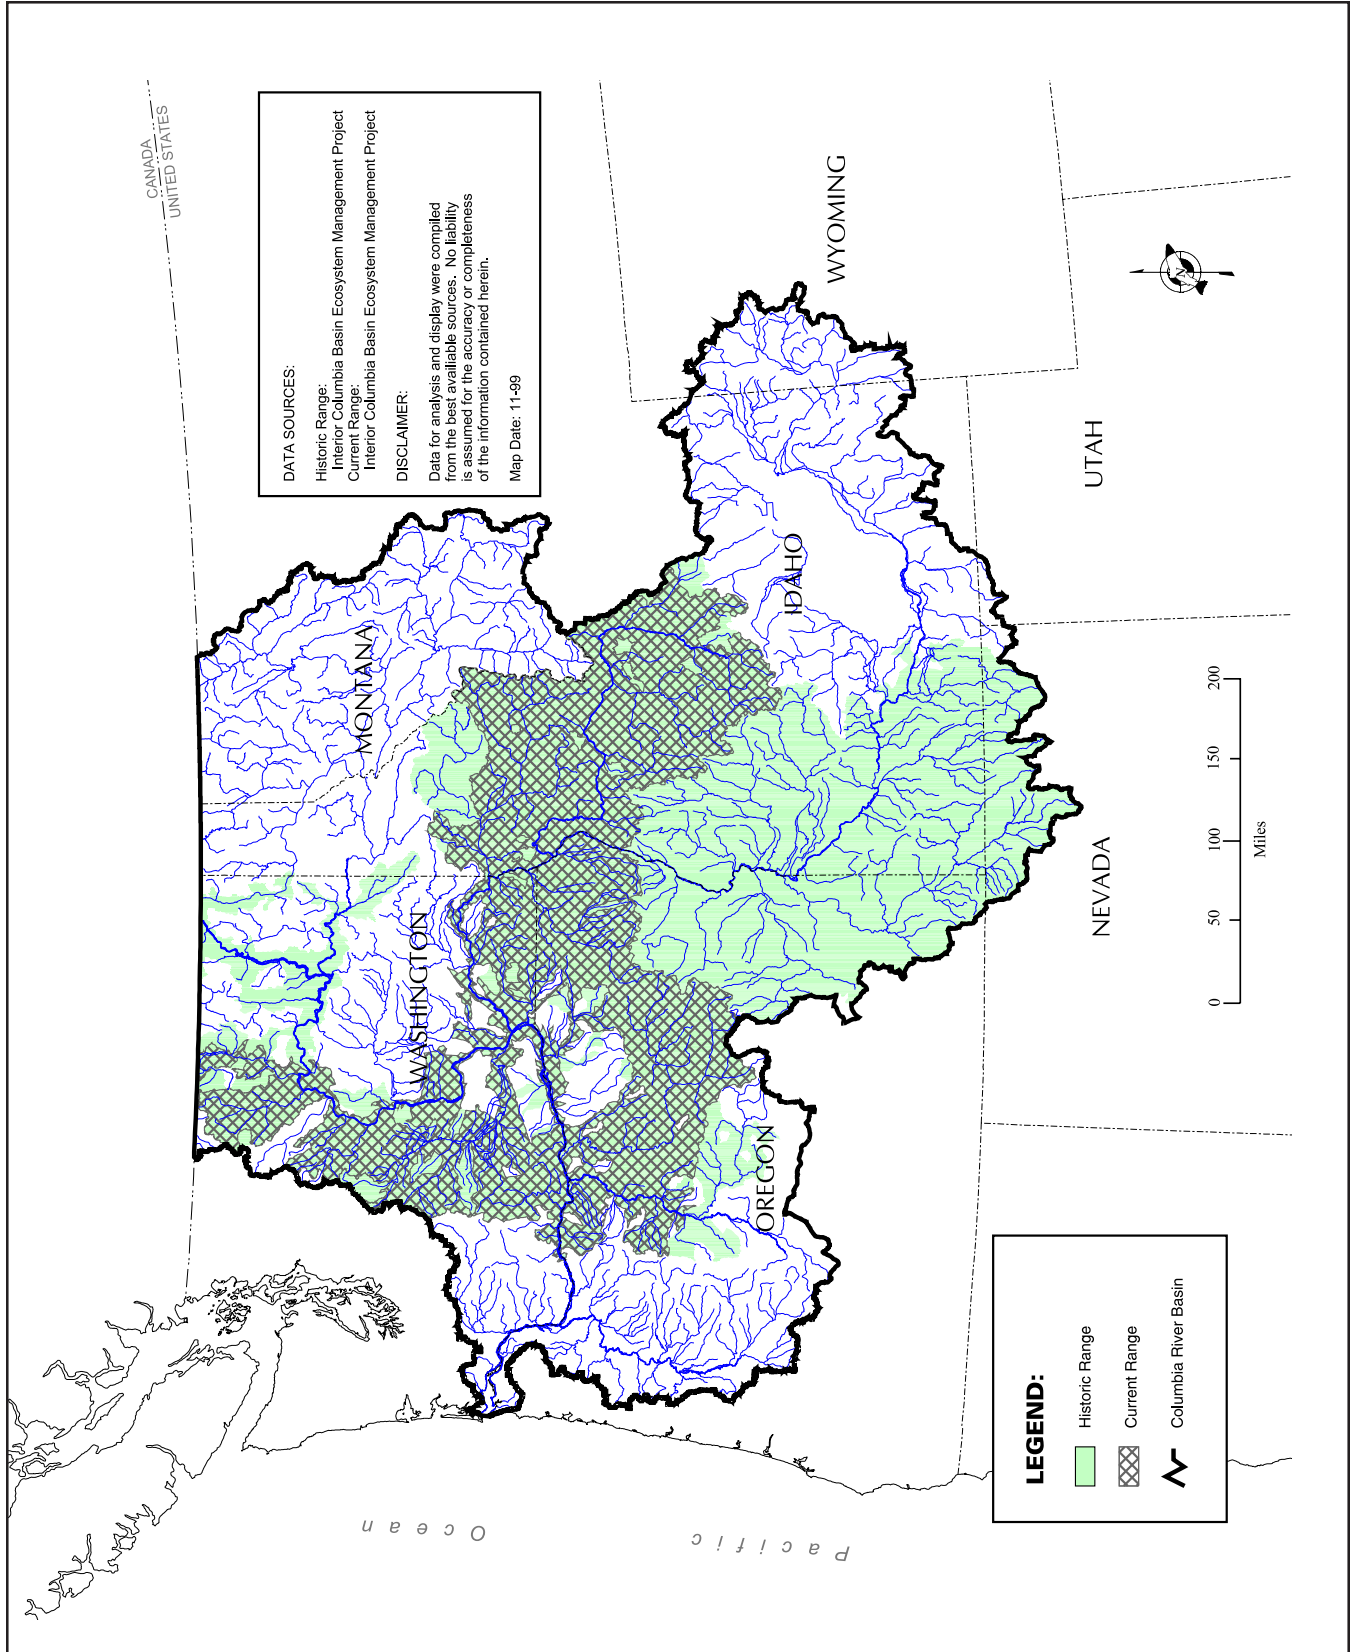 CANADA
UNITED STATES
DATA SOURCES:
Historic Range:
Interior Columbia Basin Ecosystem Management Project
Current Range:
Interior Columbia Basin Ecosystem Management Project
DISCLAIMER:
Data for analysis and display were compiled
from the best availiable sources. No liability
is assumed for the accuracy or completeness
of the information contained herein.
Map Date: 11-99
MONTANA
WASHINGTON
OREGON
IDAHO
WYOMING
UTAH
NEVADA
Pacific
Ocean
N
0 50 100 150 200
Miles
LEGEND:
Historic Range
Current Range
Columbia River Basin